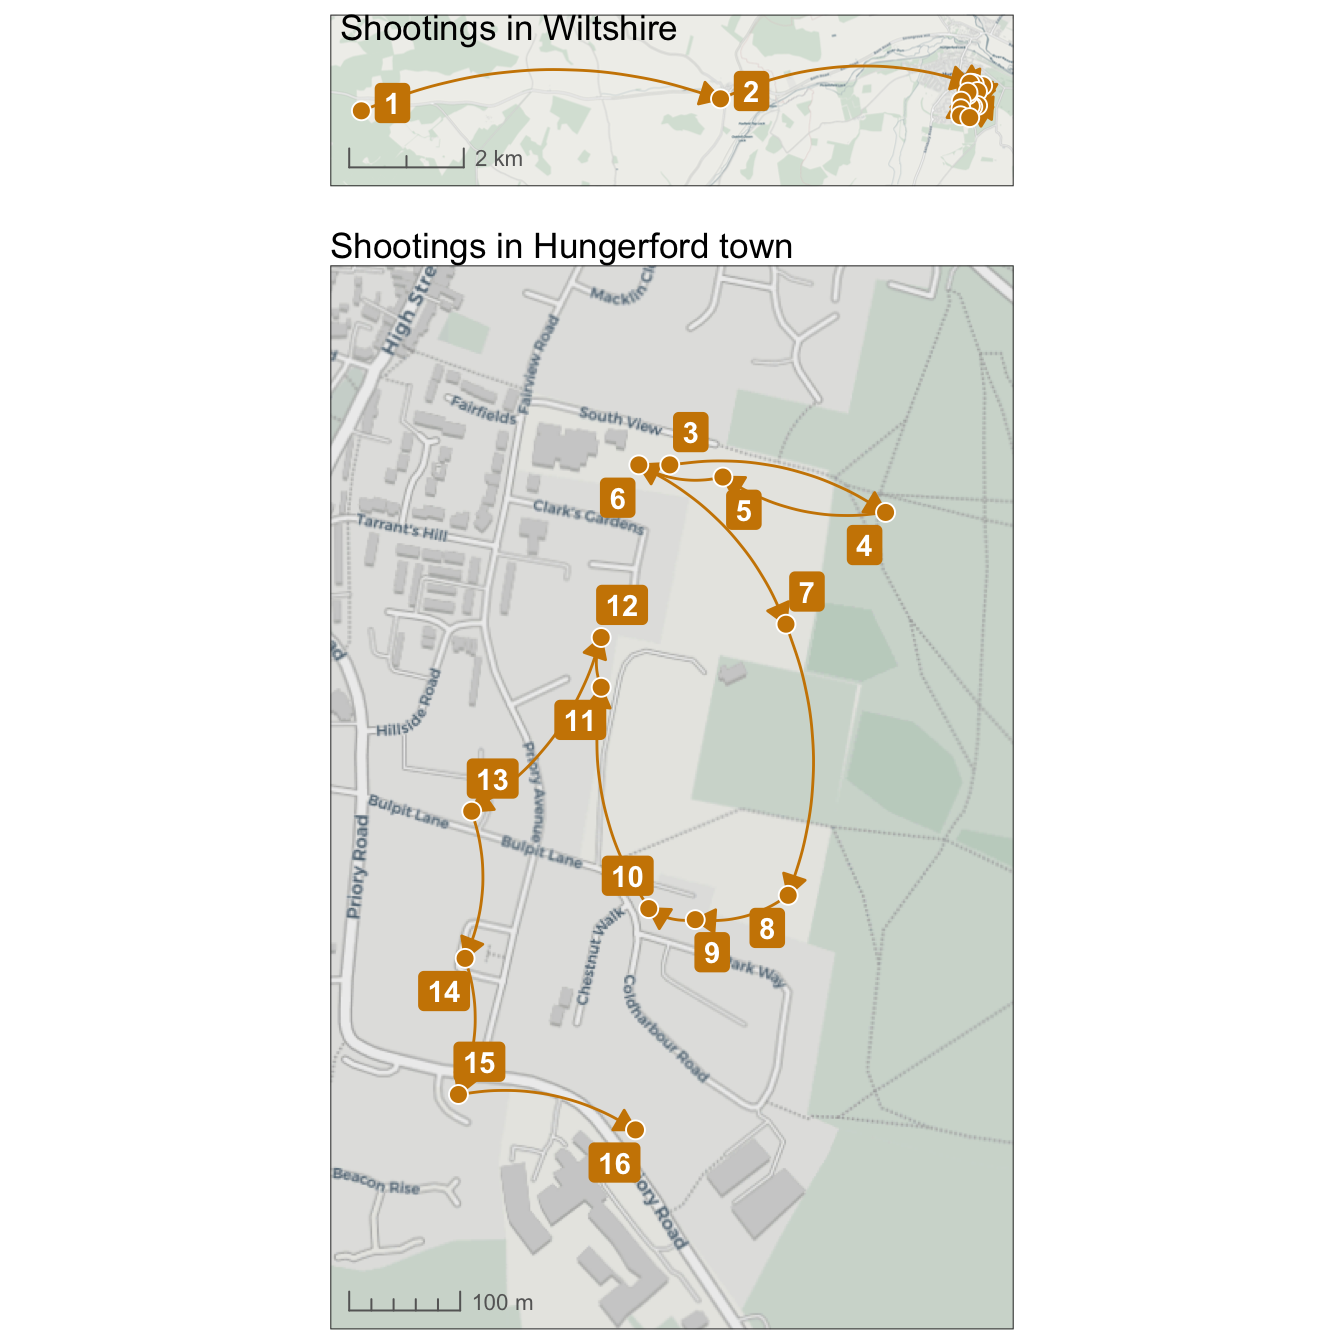 Shootings in Wiltshire
1
2
2 km
Shootings in Hungerford town
High Stre
Macklin Cl
Fairview Road
Fairfields
South View
3
6
5
4
Clark's Gardens
Tarrant's Hill
7
12
11
Hillside Road
13
Priory Avenue
Bulpit Lane
Bulpit Lane
Priory Road
10
8
9
Park Way
Chestnut Walk
14
Coldharbour Road
15
16
Beacon Rise
ory Road
100 m